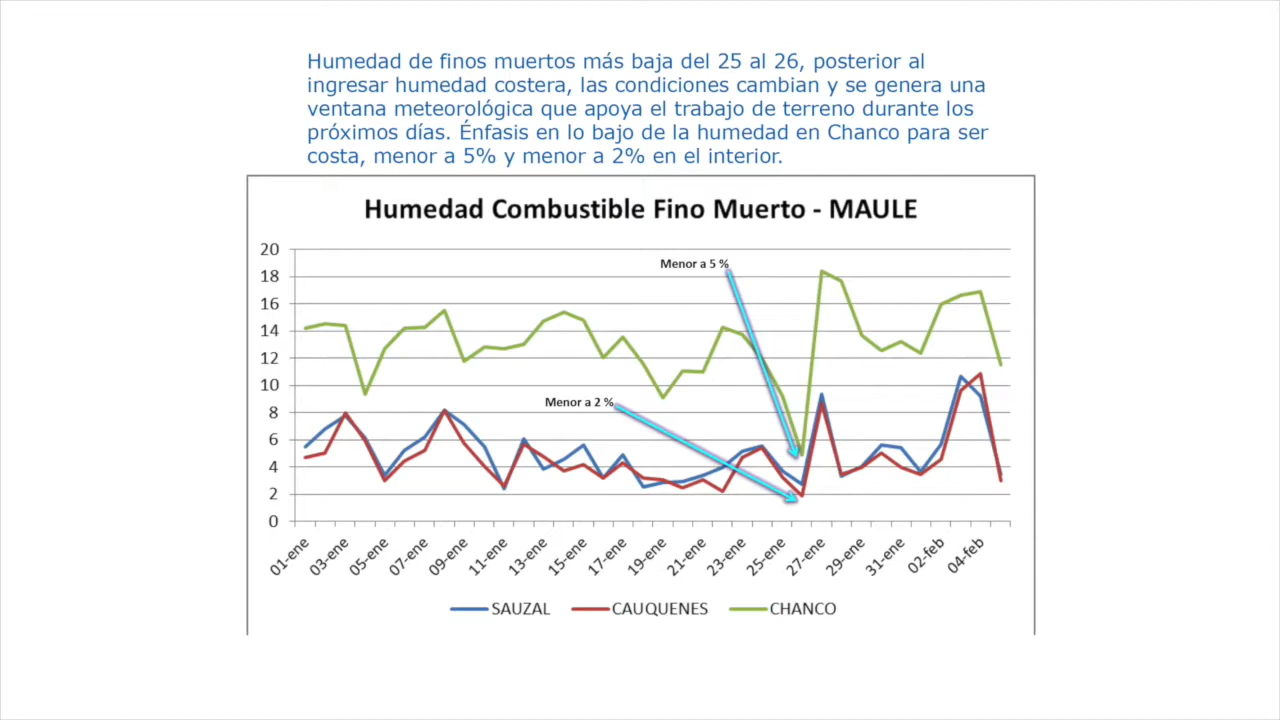 Humedad de finos muertos más baja del 25 al 26, posterior al
ingresar humedad costera, las condiciones cambian y se genera una
ventana meteorológica que apoya el trabajo de terreno durante los
próximos días. Énfasis en lo bajo de la humedad en Chanco para ser
costa, menor a 5% y menor a 2% en el interior.
Humedad Combustible Fino Muerto - MAULE
20
18
16
14
12
10
8
6
4
2
0
Menor a 5 %
Menor a 2 %
01-ene
03-ene
05-ene
07-ene
09-ene
11-ene
13-ene
15-ene
17-ene
19-ene
21-ene
23-ene
25-ene
27-ene
29-ene
31-ene
02-feb
04-feb
SAUZAL
CAUQUENES
CHANCO